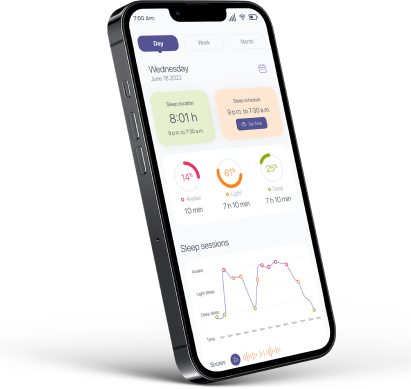 7:00 Am
Day Week Month
Wednesday
June 18 2022
Sleep duration
8:01 h
9 p.m. to 7:30 a.m.
Sleep schedule
9 p.m. to 7:30 a.m.
Set time
14%
61%
25%
Awake
Light
Deep
10 min
7 h 10 min
7 h 10 min
Sleep sessions
Awake
Light sleep
Deep sleep
Time
Snores